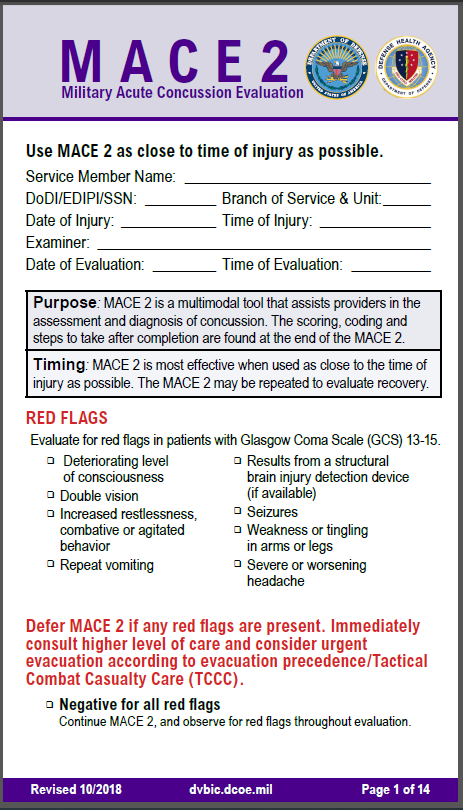 MACE 2
Military Acute Concussion Evaluation
DEPARTMENT OF DEFENSE
UNITED STATES OF AMERICA
DEFENSE HEALTH AGENCY
DEPARTMENT OF DEFENSE
Use MACE 2 as close to time of injury as possible.
Service Member Name:
DoDI/EDIPI/SSN: Branch of Service & Unit:
Date of Injury: Time of Injury:
Examiner:
Date of Evaluation: Time of Evaluation:
Purpose: MACE 2 is a multimodal tool that assists providers in the
assessment and diagnosis of concussion. The scoring, coding and
steps to take after completion are found at the end of the MACE 2.
Timing: MACE 2 is most effective when used as close to the time of
injury as possible. The MACE 2 may be repeated to evaluate recovery.
RED FLAGS
Evaluate for red flags in patients with Glasgow Coma Scale (GCS) 13-15.
Deteriorating level
of consciousness
Double vision
Increased restlessness,
combative or agitated
behavior
Repeat vomiting
Results from a structural
brain injury detection device
(if available)
Seizures
Weakness or tingling
in arms or legs
Severe or worsening
headache
Defer MACE 2 if any red flags are present. Immediately
consult higher level of care and consider urgent
evacuation according to evacuation precedence/Tactical
Combat Casualty Care (TCCC).
Negative for all red flags
Continue MACE 2, and observe for red flags throughout evaluation.
Revised 10/2018 dvbic.dcoe.mil Page 1 of 14